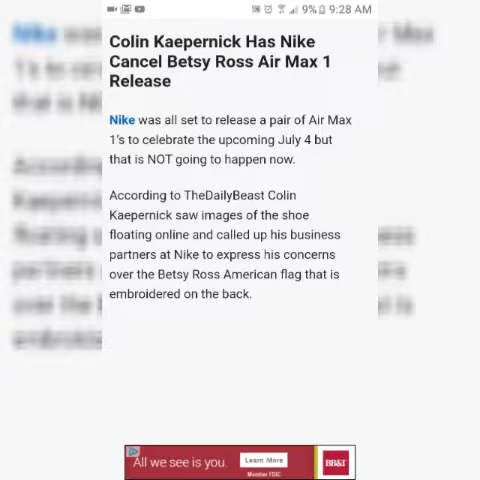 9% 9:28 AM
Colin Kaepernick Has Nike
Cancel Betsy Ross Air Max 1
Release
Nike was all set to release a pair of Air Max
1's to celebrate the upcoming July 4 but
that is NOT going to happen now.
According to TheDailyBeast Colin
Kaepernick saw images of the shoe
floating online and called up his business
partners at Nike to express his concerns
over the Betsy Ross American flag that is
embroidered on the back.
All we see is you.
Learn More
Member FDIC
BB&T